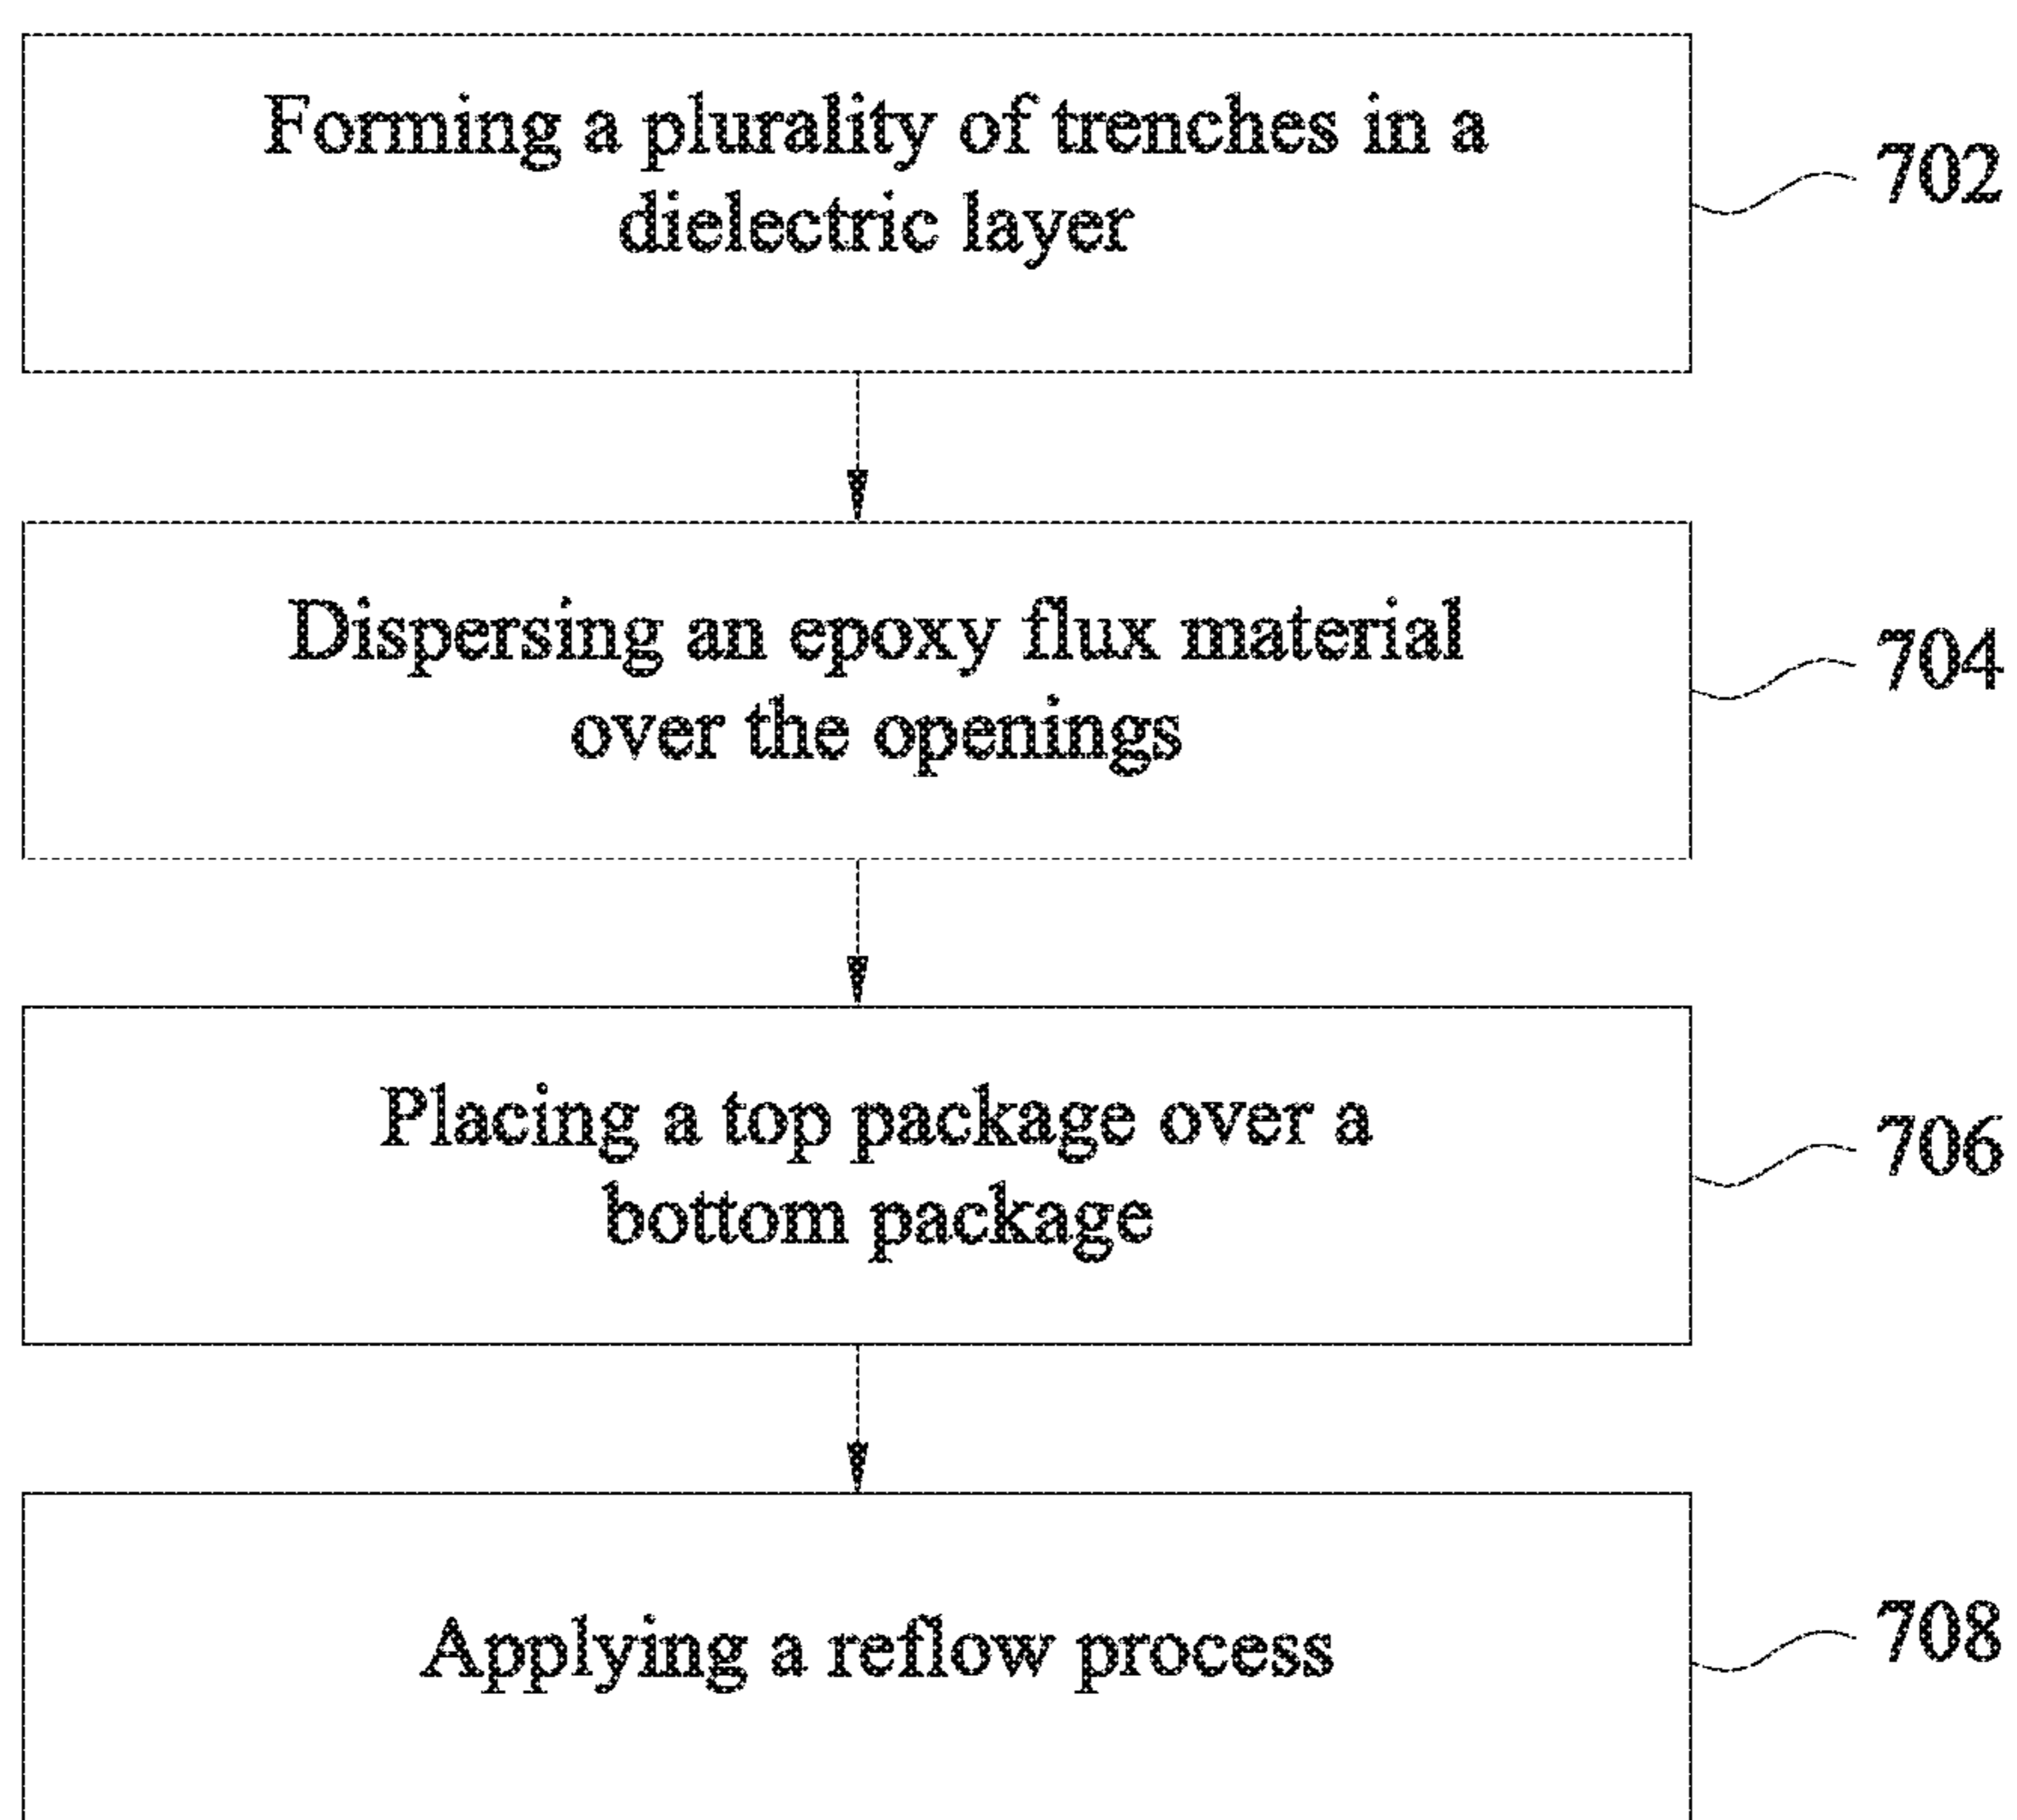 Forming a plurality of trenches in a
dielectric layer
702
Dispersing an epoxy flux material
over the openings
704
Placing a top package over a
bottom package
706
Applying a reflow process
708